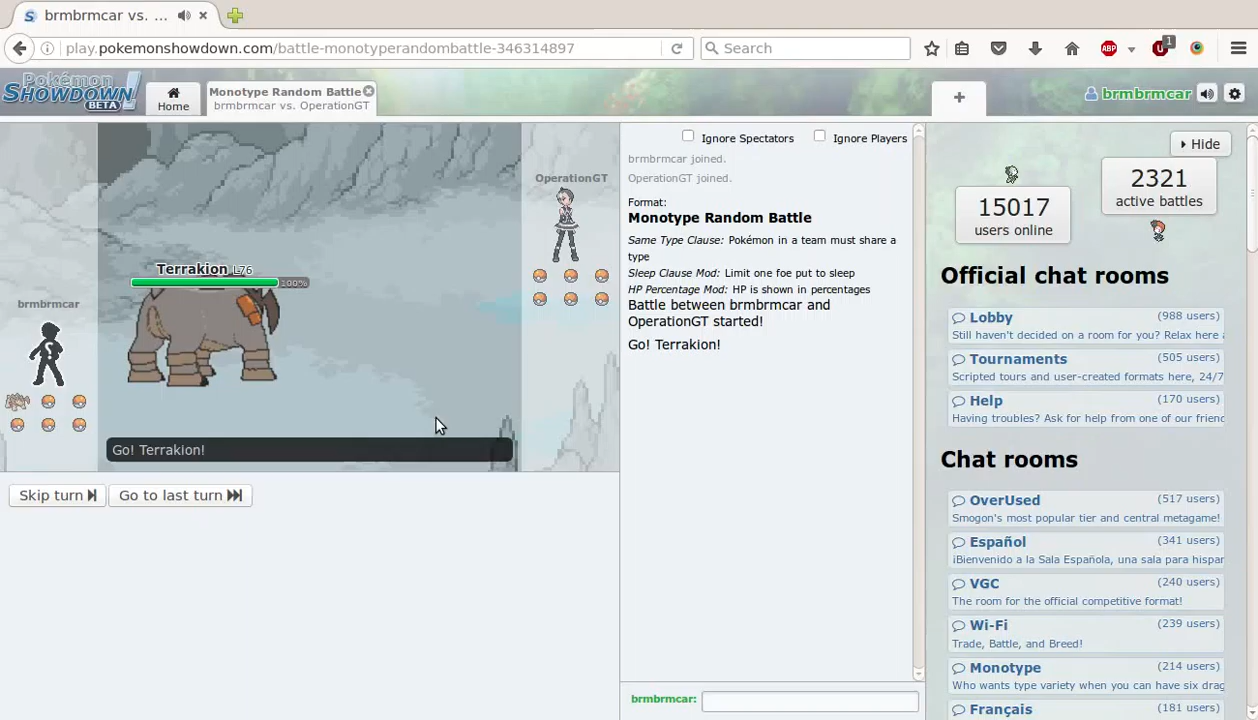 brmbrmcar vs. ...
play.pokemonshowdown.com/battle-monotyperandombattle-346314897
Search
ABP
1
Pokémon
SHOWDOWN!
BETA
Home
Monotype Random Battle
brmbrmcar vs. OperationGT
+
brmbrmcar
OperationGT
Terrakion L76
100%
brmbrmcar
Go! Terrakion!
Skip turn
Go to last turn
Ignore Spectators
Ignore Players
brmbrmcar joined.
OperationGT joined.
Format:
Monotype Random Battle
Same Type Clause: Pokémon in a team must share a
type
Sleep Clause Mod: Limit one foe put to sleep
HP Percentage Mod: HP is shown in percentages
Battle between brmbrmcar and
OperationGT started!
Go! Terrakion!
brmbrmcar:
Hide
15017
users online
2321
active battles
Official chat rooms
Lobby
(988 users)
Still haven't decided on a room for you? Relax here
Tournaments
(505 users)
Scripted tours and user-created formats here, 24/7
Help
(170 users)
Having troubles? Ask for help from one of our
Chat rooms
OverUsed
(517 users)
Smogon's most popular tier and central metagame!
Español
(341 users)
¡Bienvenido a la Sala Española, una sala para
VGC
(240 users)
The room for the official competitive format!
Wi-Fi
(239 users)
Trade, Battle, and Breed!
Monotype
(214 users)
Who wants type variety when you can have six
Français
(181 users)